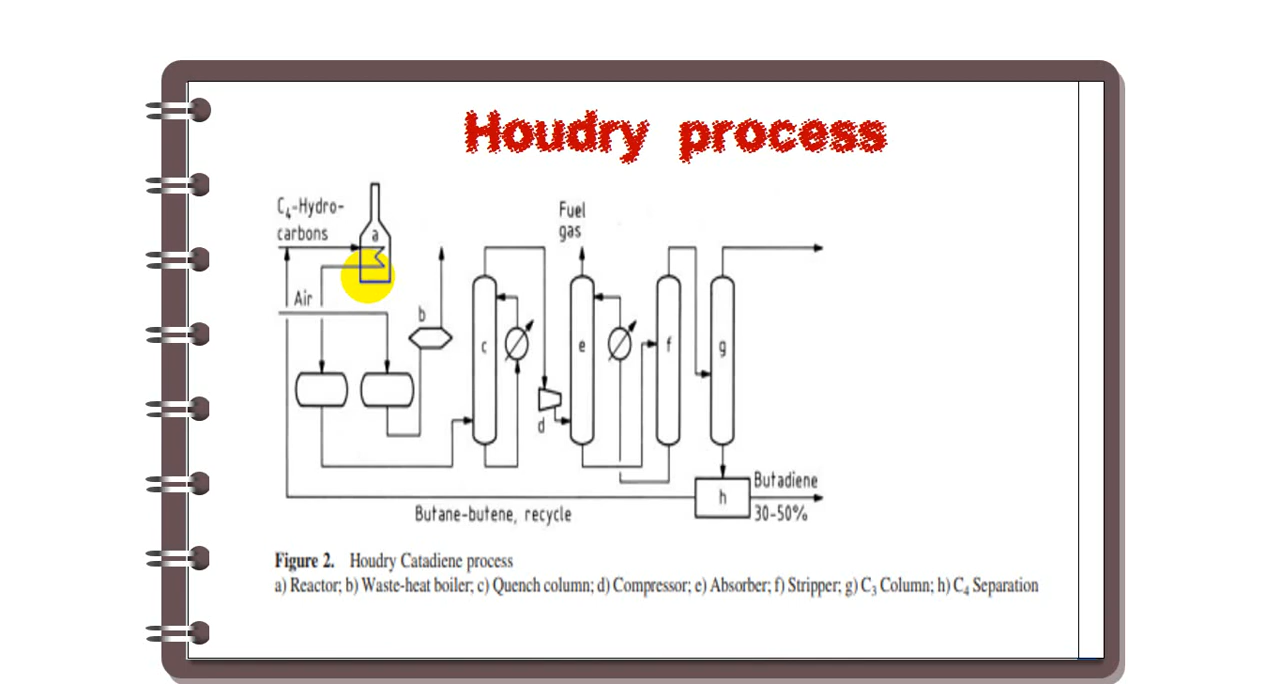 Houdry process
C₄-Hydro-
carbons
a
Fuel
gas
Air
b
c
e
f
g
d
h
Butadiene
30-50%
Butane-butene, recycle
Figure 2. Houdry Catadiene process
a) Reactor; b) Waste-heat boiler; c) Quench column; d) Compressor; e) Absorber; f) Stripper; g) C₃ Column; h) C₄ Separation